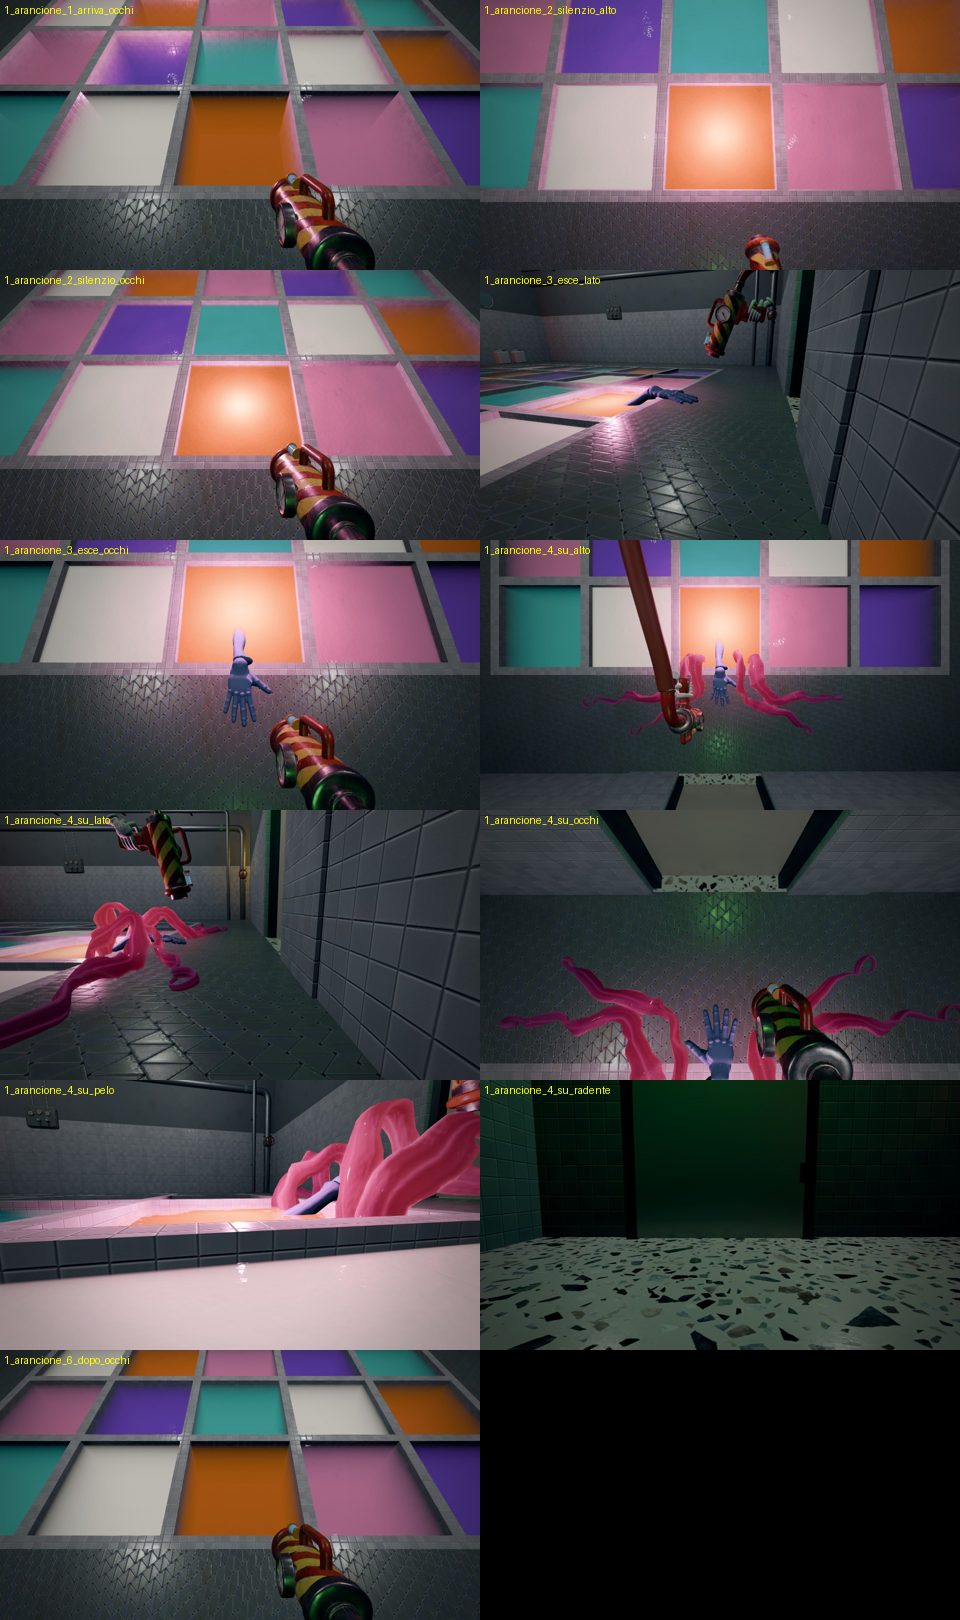 1_arancione_1_arriva_occhi
1_arancione_2_silenzio_alto
1_arancione_2_silenzio_occhi
1_arancione_3_esce_lato
1_arancione_3_esce_occhi
1_arancione_4_su_alto
1_arancione_4_su_lato
1_arancione_4_su_occhi
1_arancione_4_su_pelo
1_arancione_4_su_radente
1_arancione_6_dopo_occhi